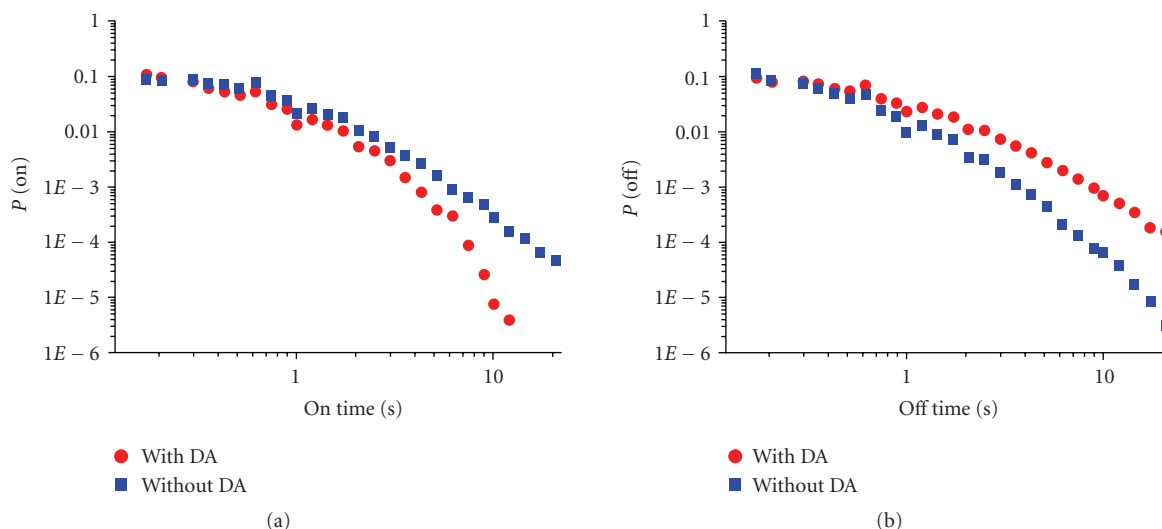 1
0.1
0.01
1E − 3
1E − 4
1E − 5
1E − 6
P (on)
1
10
On time (s)
With DA
Without DA
(a)
1
0.1
0.01
1E − 3
1E − 4
1E − 5
1E − 6
P (off)
1
10
Off time (s)
With DA
Without DA
(b)